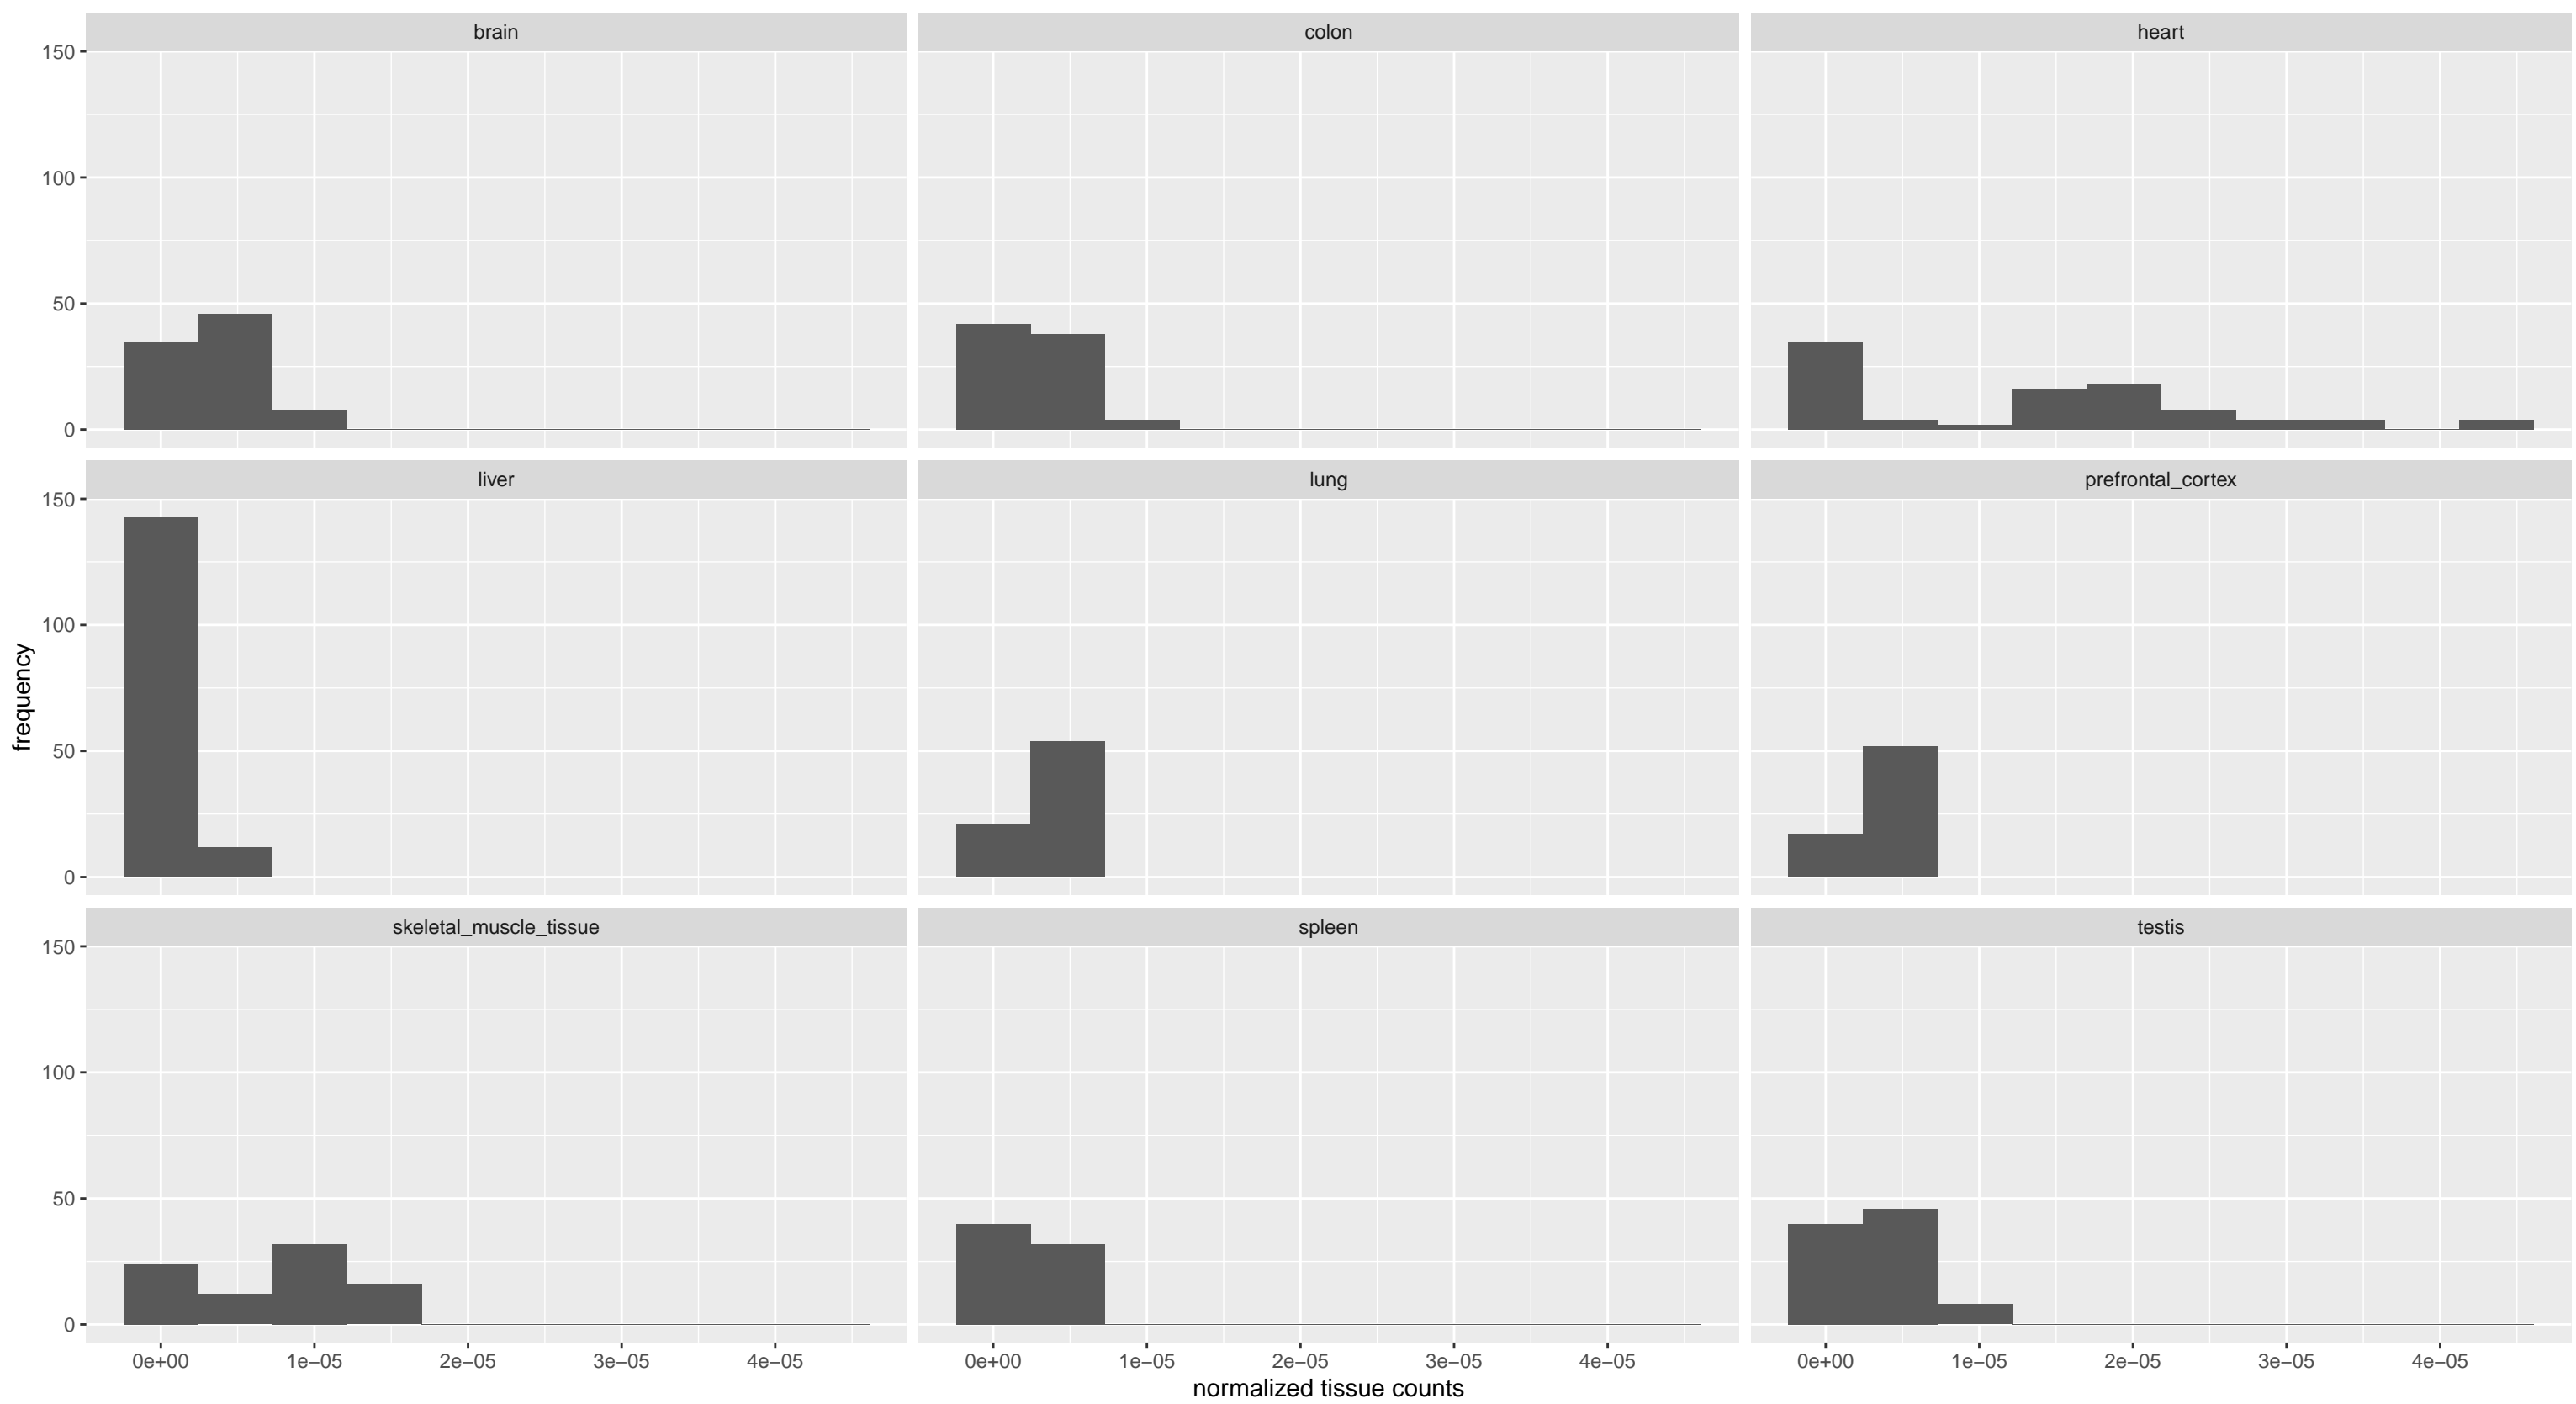 brain
colon
heart
150
100
50
0
liver
lung
prefrontal_cortex
150
100
50
0
frequency
skeletal_muscle_tissue
spleen
testis
150
100
50
0
0e+00 1e−05 2e−05 3e−05 4e−05
0e+00 1e−05 2e−05 3e−05 4e−05
0e+00 1e−05 2e−05 3e−05 4e−05
normalized tissue counts